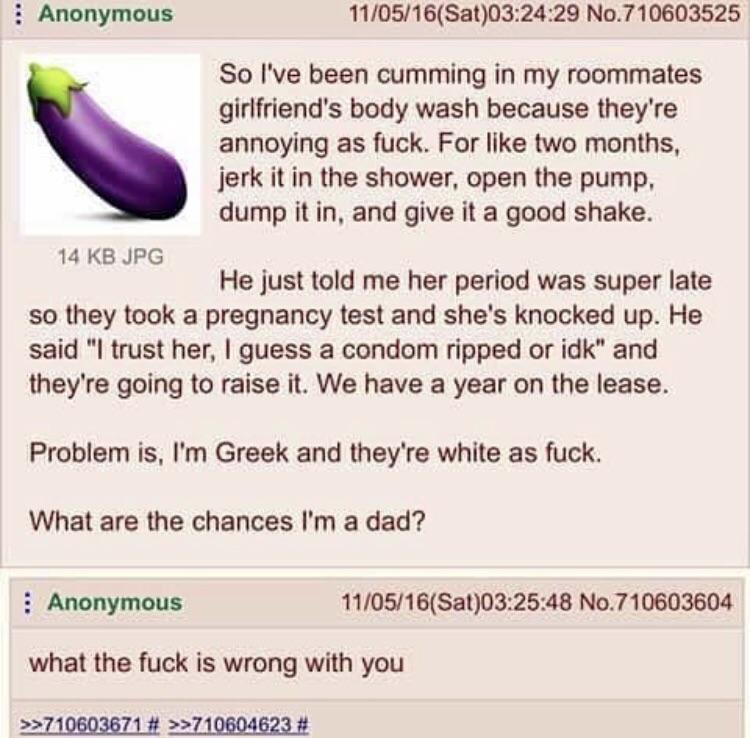 Anonymous 11/05/16(Sat)03:24:29 No.710603525
So I've been cumming in my roommates
girlfriend's body wash because they're
annoying as fuck. For like two months,
jerk it in the shower, open the pump,
dump it in, and give it a good shake.
14 KB JPG
He just told me her period was super late
so they took a pregnancy test and she's knocked up. He
said "I trust her, I guess a condom ripped or idk" and
they're going to raise it. We have a year on the lease.
Problem is, I'm Greek and they're white as fuck.
What are the chances I'm a dad?
Anonymous 11/05/16(Sat)03:25:48 No.710603604
what the fuck is wrong with you
>>710603671 # >>710604623 #